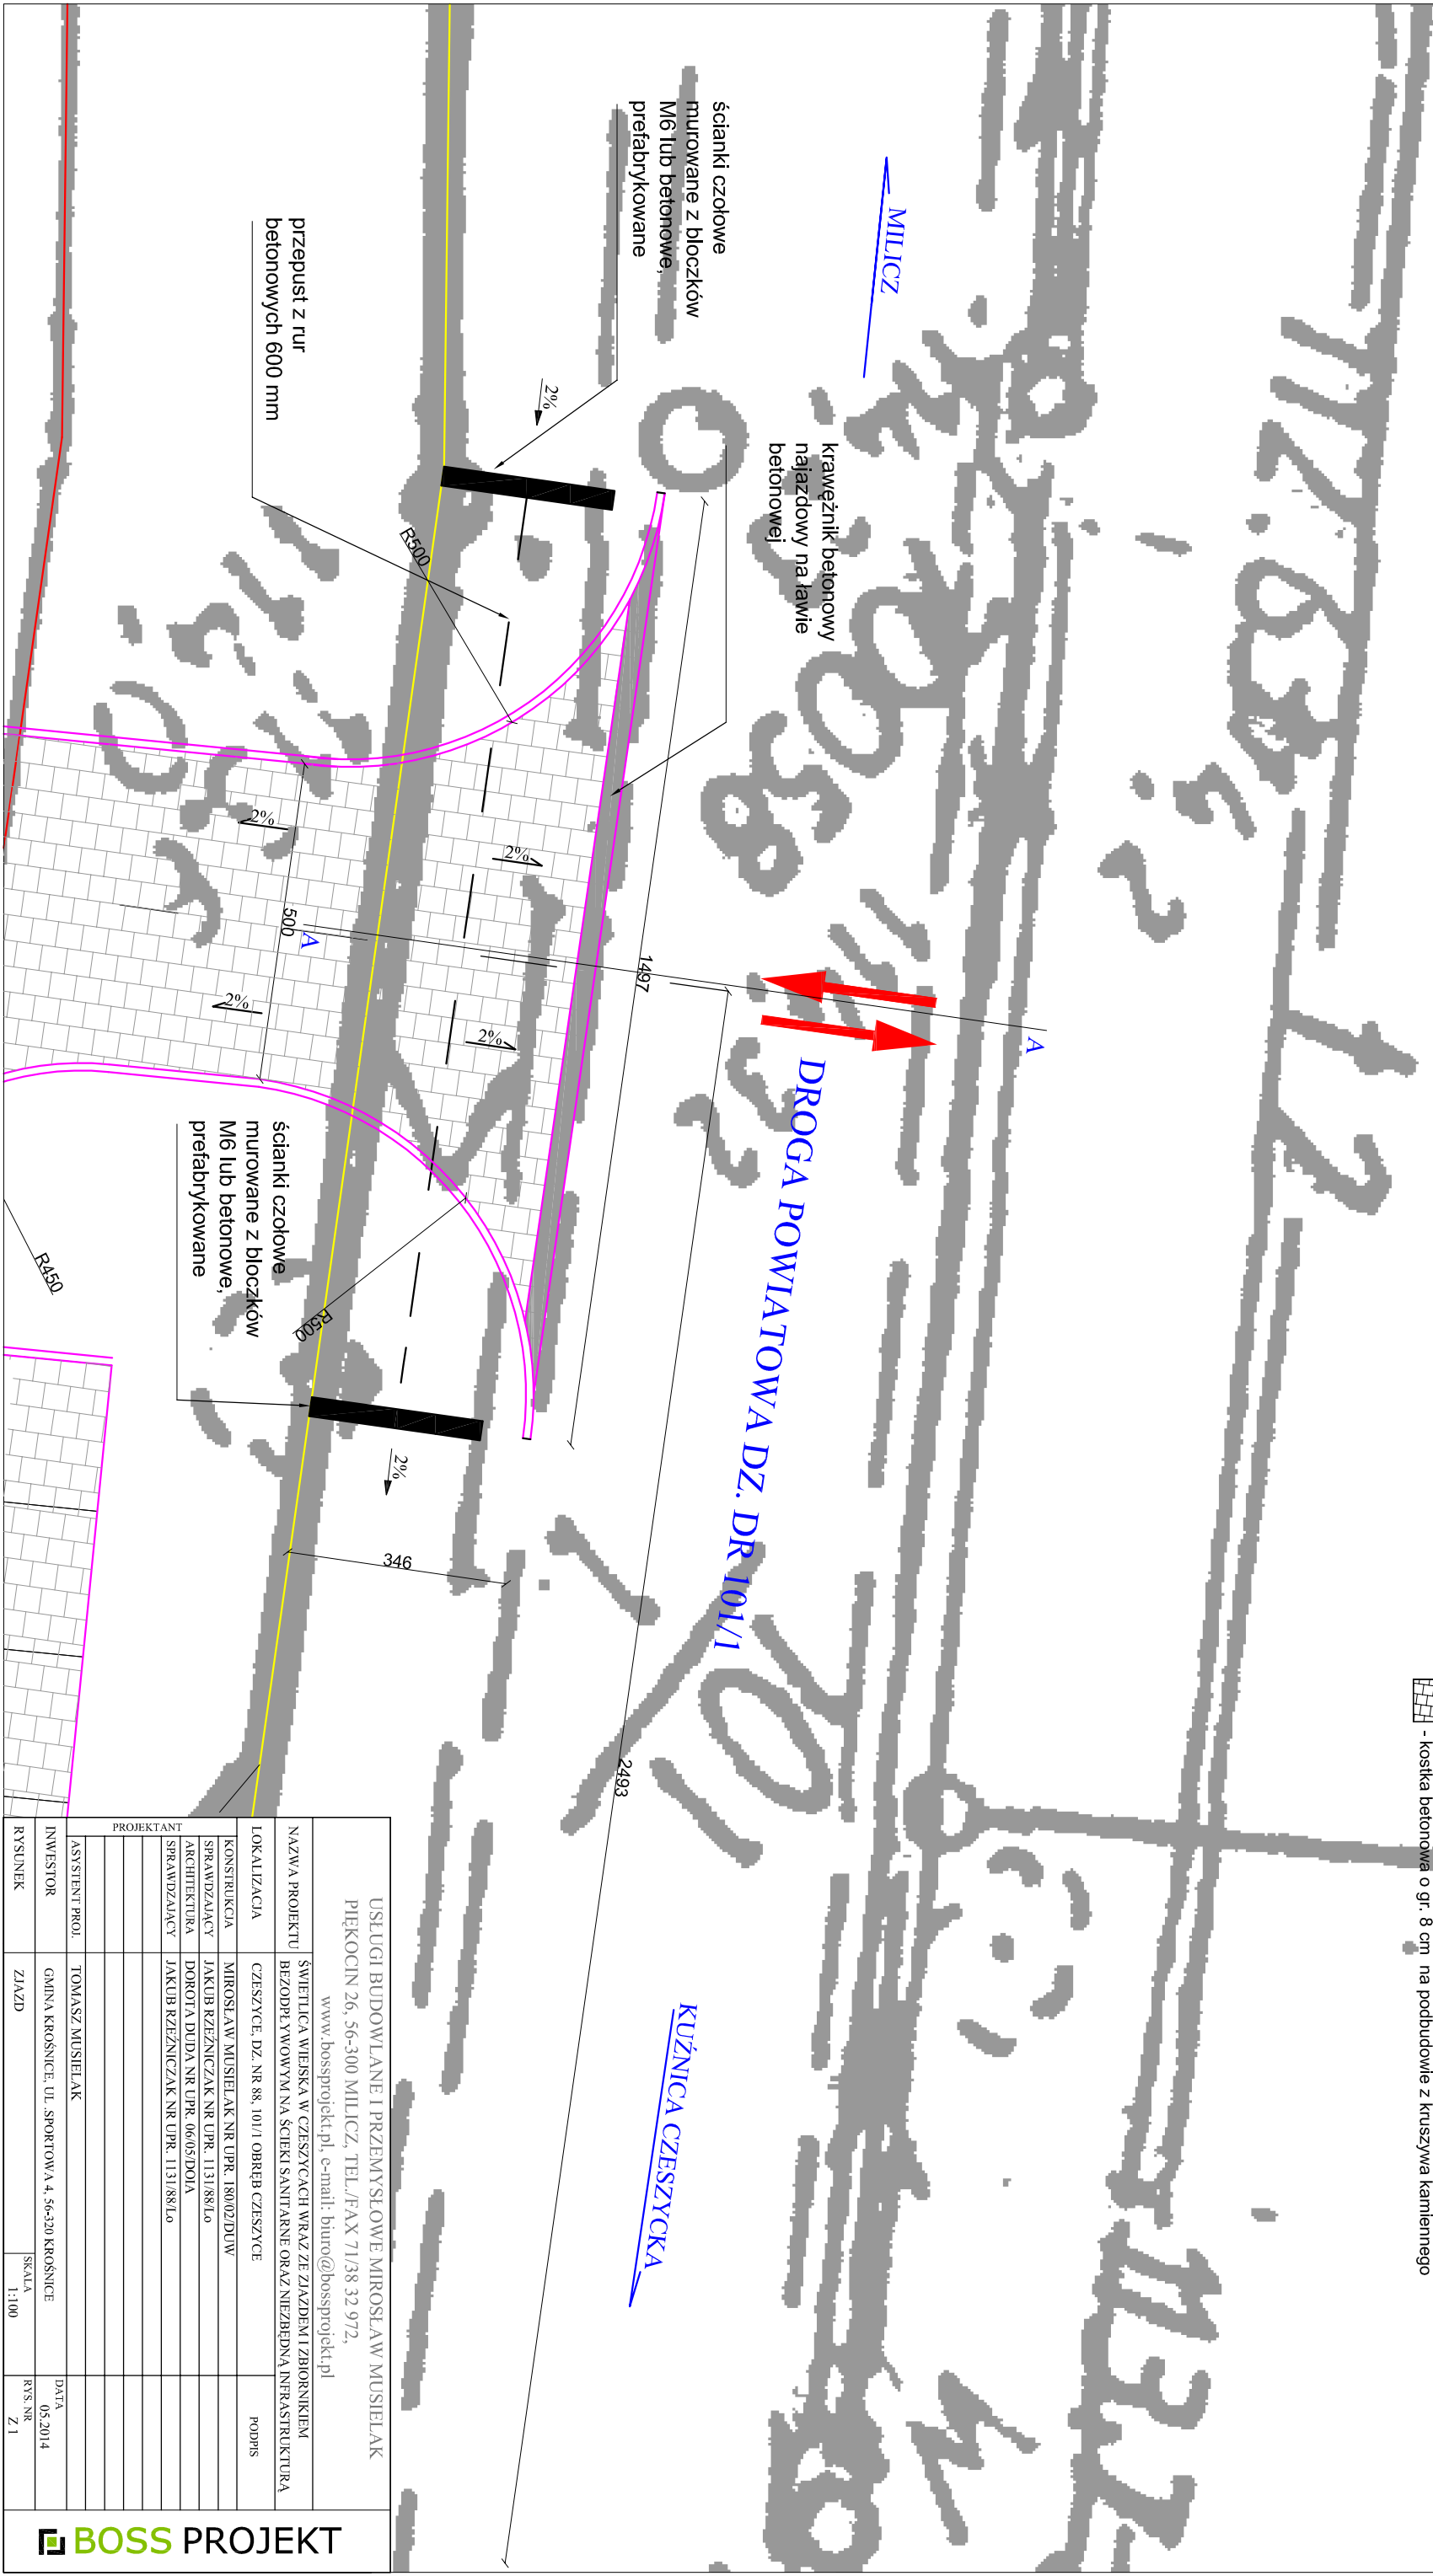 - kostka betonowa o gr. 8 cm na podbudowie z kruszywa kamiennego
ścianki czołowe
murowane z bloczków
M6 lub betonowe,
prefabrykowane
MILICZ
krawężnik betonowy
najazdowy na ławie
betonowej
przepust z rur
betonowych 600 mm
2%
R500
2%
2%
2%
2%
500
A
A
1497
DROGA POWIATOWA DZ. DR 101/1
ścianki czołowe
murowane z bloczków
M6 lub betonowe,
prefabrykowane
R500
R450
2%
346
2493
KUŹNICA CZESZYCKA
USŁUGI BUDOWLANE I PRZEMYSŁOWE MIROSŁAW MUSIELAK
PIĘKOCIN 26, 56-300 MILICZ, TEL./FAX 71/38 32 972,
www.bossprojekt.pl, e-mail: biuro@bossprojekt.pl
NAZWA PROJEKTU
ŚWIETLICA WIEJSKA W CZESZYCACH WRAZ ZE ZJAZDEM I ZBIORNIKIEM
BEZODPŁYWOWYM NA ŚCIEKI SANITARNE ORAZ NIEZBĘDNĄ INFRASTRUKTURĄ
LOKALIZACJA CZESZYCE, DZ. NR 88, 101/1 OBRĘB CZESZYCE PODPIS
PROJEKTANT
KONSTRUKCJA MIROSŁAW MUSIELAK NR UPR. 180/02/DUW
SPRAWDZAJĄCY JAKUB RZEŹNICZAK NR UPR. 1131/88/Lo
ARCHITEKTURA DOROTA DUDA NR UPR. 06/05/DOIA
SPRAWDZAJĄCY JAKUB RZEŹNICZAK NR UPR. 1131/88/Lo
ASYSTENT PROJ. TOMASZ MUSIELAK
INWESTOR GMINA KROŚNICE, UL .SPORTOWA 4, 56-320 KROŚNICE DATA 05.2014
RYSUNEK ZJAZD SKALA 1:100 RYS. NR Z 1
BOSS PROJEKT